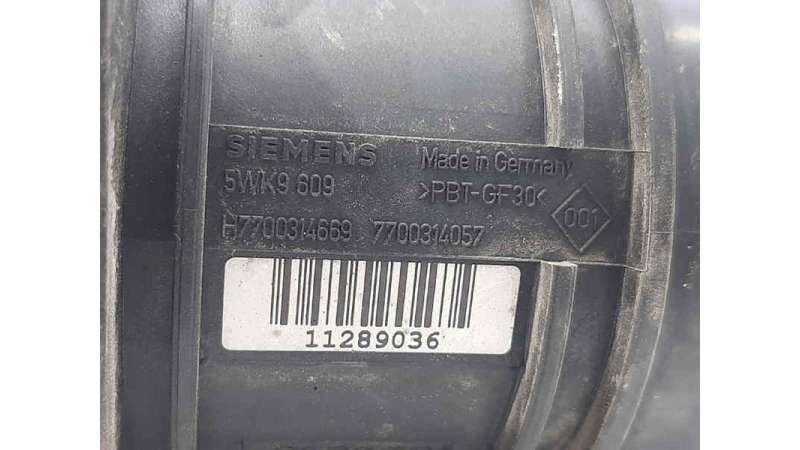 SIEMENS Made in Germany
5WK9 609 >PBT-GF30< 001
H7700314669 7700314057
11289036